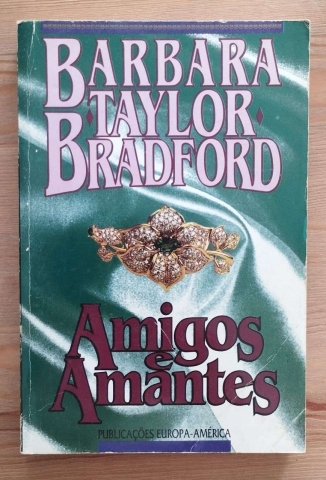 BARBARA
TAYLOR
BRADFORD
Amigos
e
Amantes
PUBLICAÇÕES EUROPA-AMÉRICA